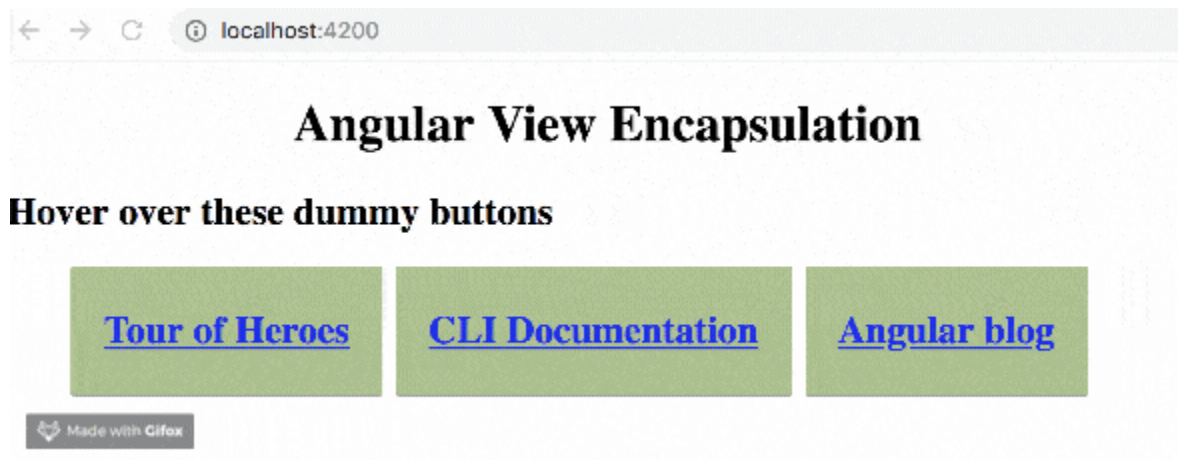 localhost:4200
Angular View Encapsulation
Hover over these dummy buttons
Tour of Heroes CLI Documentation Angular blog
Made with Gifox